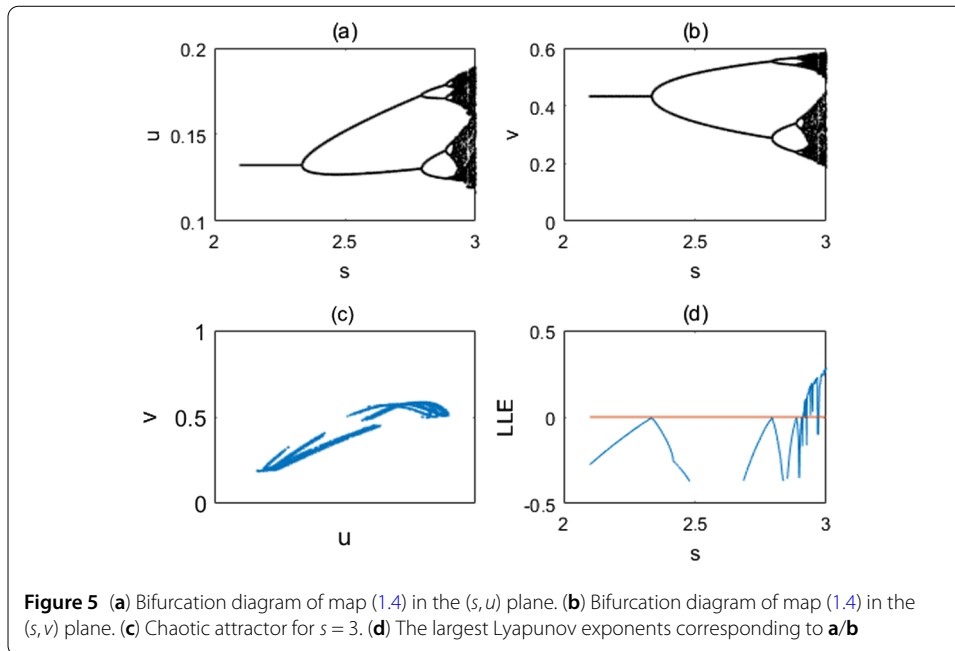 (a)
0.2
0.15
0.1
u
2
2.5
3
s
(b)
0.6
0.4
0.2
0
v
2
2.5
3
s
(c)
1
0.5
0
v
u
(d)
0.5
0
-0.5
LLE
2
2.5
3
s
Figure 5 (a) Bifurcation diagram of map (1.4) in the (s, u) plane. (b) Bifurcation diagram of map (1.4) in the
(s, v) plane. (c) Chaotic attractor for s = 3. (d) The largest Lyapunov exponents corresponding to a/b